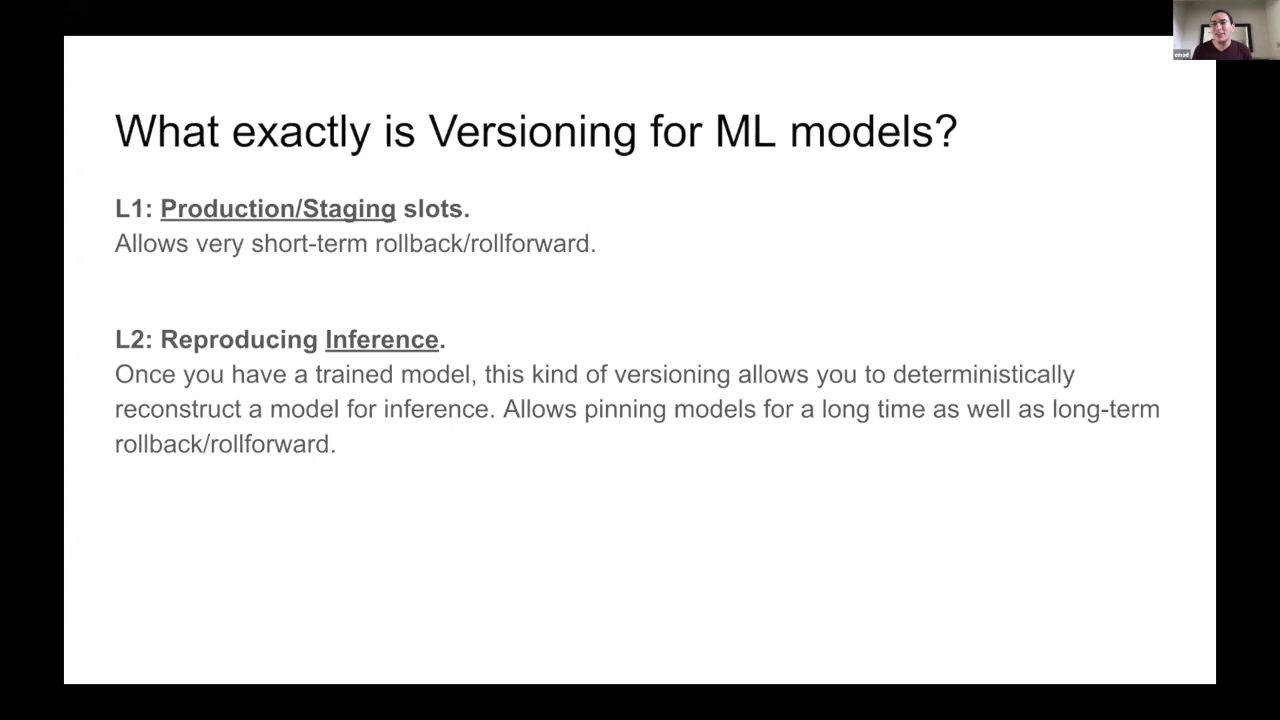 What exactly is Versioning for ML models?
L1: Production/Staging slots.
Allows very short-term rollback/rollforward.
L2: Reproducing Inference.
Once you have a trained model, this kind of versioning allows you to deterministically
reconstruct a model for inference. Allows pinning models for a long time as well as long-term
rollback/rollforward.